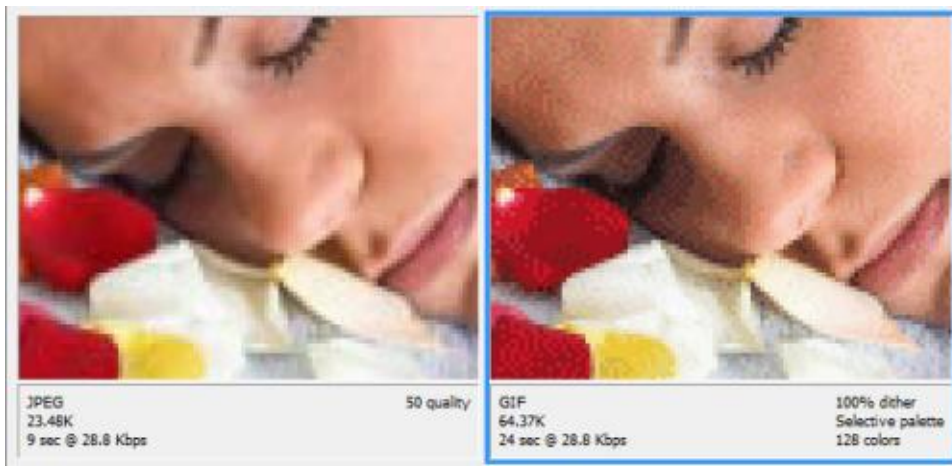 JPEG 50 quality
23.48K
9 sec @ 28.8 Kbps
GIF 100% dither
64.37K Selective palette
24 sec @ 28.8 Kbps 128 colors